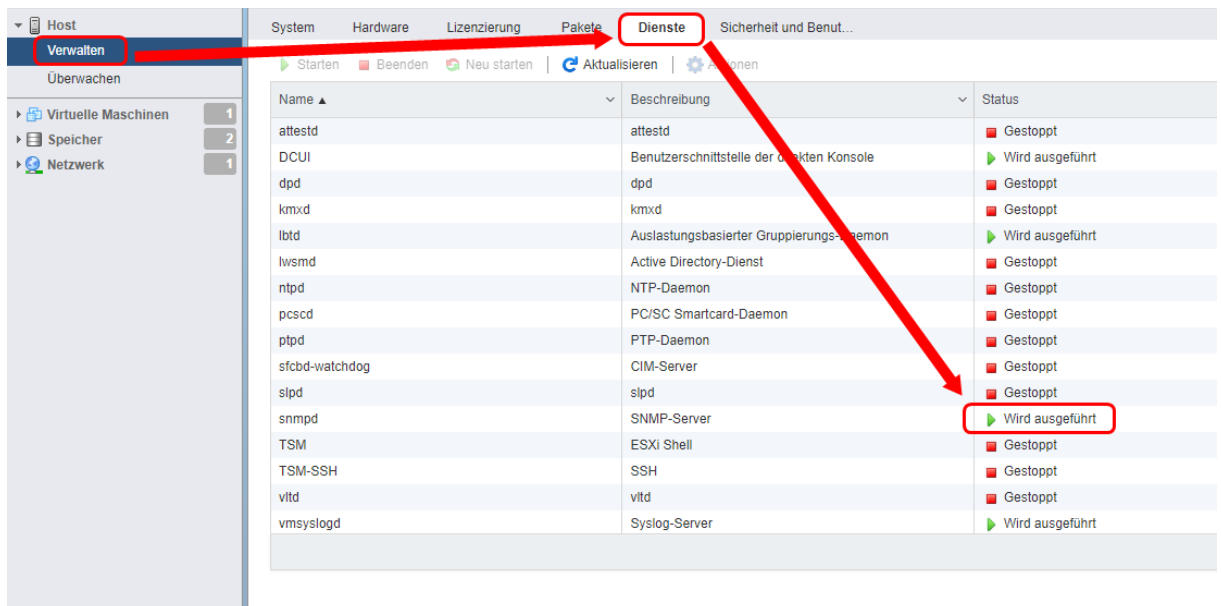 Host
Verwalten
Überwachen
Virtuelle Maschinen 1
Speicher 2
Netzwerk 1
System Hardware Lizenzierung Pakete Dienste Sicherheit und Benut...
Starten Beenden Neu starten Aktualisieren
Name Beschreibung Status
attestd attestd Gestoppt
DCUI Benutzerschnittstelle der direkten Konsole Wird ausgeführt
dpd dpd Gestoppt
kmxd kmxd Gestoppt
lbtd Auslastungsbasierter Gruppierungs-Daemon Wird ausgeführt
lwsmd Active Directory-Dienst Gestoppt
ntpd NTP-Daemon Gestoppt
pcscd PC/SC Smartcard-Daemon Gestoppt
ptpd PTP-Daemon Gestoppt
sfcbd-watchdog CIM-Server Gestoppt
slpd slpd Gestoppt
snmpd SNMP-Server Wird ausgeführt
TSM ESXi Shell Gestoppt
TSM-SSH SSH Gestoppt
vltd vltd Gestoppt
vmsyslogd Syslog-Server Wird ausgeführt